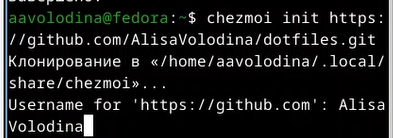 aavolodina@fedora:~$ chezmoi init https:
//github.com/AlisaVolodina/dotfiles.git
Клонирование в «/home/aavolodina/.local/
share/chezmoi»...
Username for 'https://github.com': Alisa
Volodina